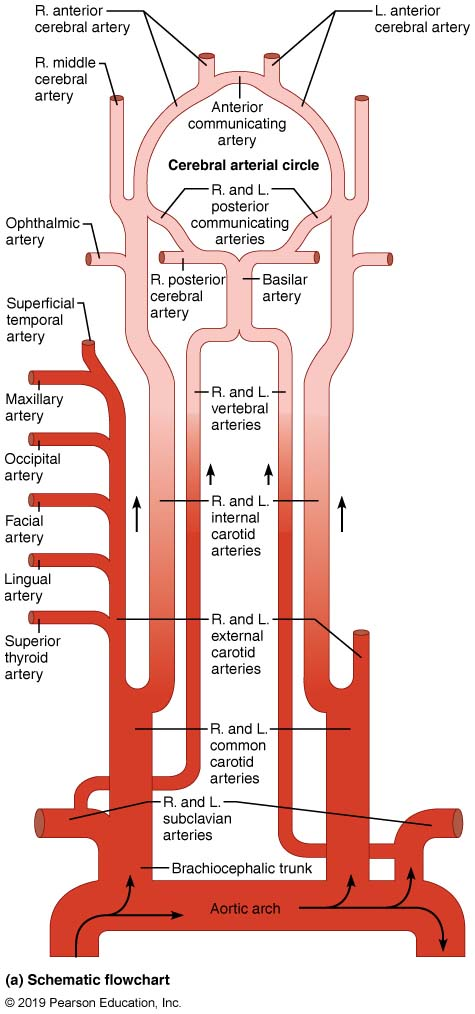 R. anterior
cerebral artery
L. anterior
cerebral artery
R. middle
cerebral
artery
Anterior
communicating
artery
Cerebral arterial circle
R. and L.
posterior
communicating
arteries
Ophthalmic
artery
R. posterior
cerebral
artery
Basilar
artery
Superficial
temporal
artery
Maxillary
artery
R. and L.
vertebral
arteries
Occipital
artery
Facial
artery
R. and L.
internal
carotid
arteries
Lingual
artery
Superior
thyroid
artery
R. and L.
external
carotid
arteries
R. and L.
common
carotid
arteries
R. and L.
subclavian
arteries
Brachiocephalic trunk
Aortic arch
(a) Schematic flowchart
© 2019 Pearson Education, Inc.